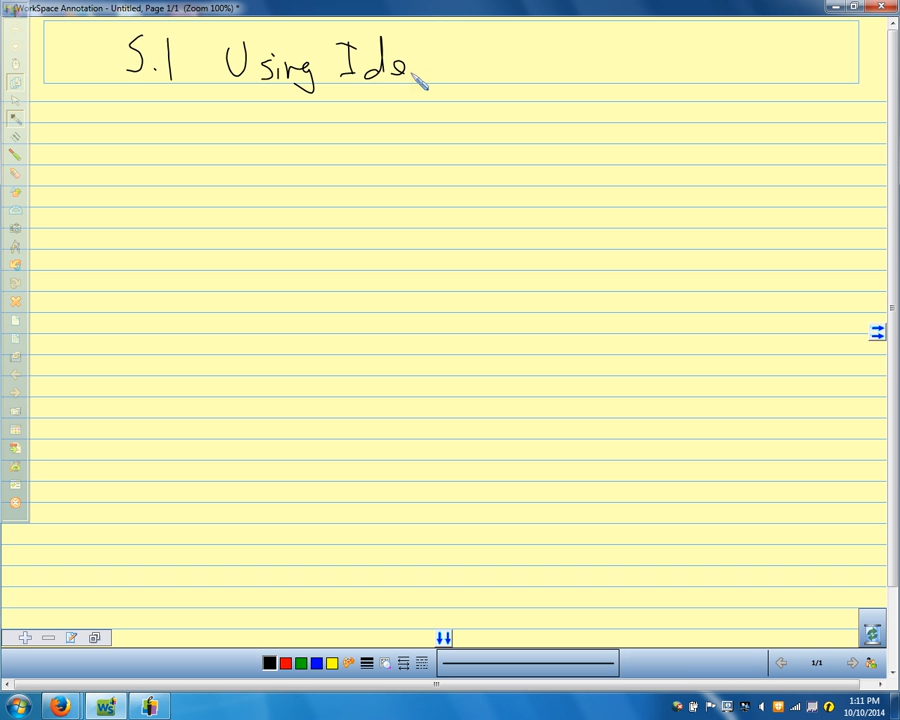 WorkSpace Annotation - Untitled, Page 1/1 (Zoom 100%) *
5.1 Using Ide
1/1
1:11 PM
10/10/2014